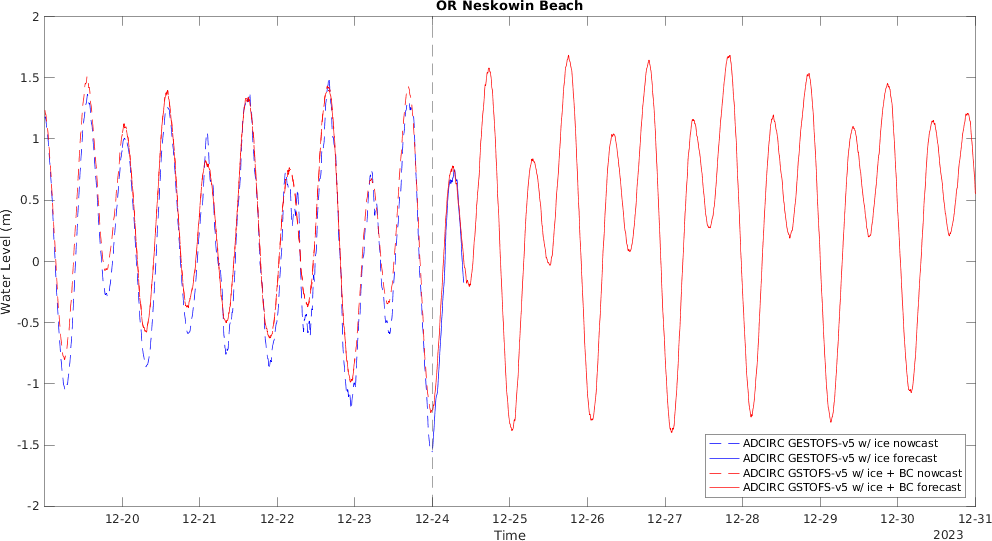 OR Neskowin Beach
2
1.5
1
0.5
0
-0.5
-1
-1.5
-2
Water Level (m)
12-20 12-21 12-22 12-23 12-24 12-25 12-26 12-27 12-28 12-29 12-30 12-31
Time
2023
ADCIRC GESTOFS-v5 w/ ice nowcast
ADCIRC GESTOFS-v5 w/ ice forecast
ADCIRC GSTOFS-v5 w/ ice + BC nowcast
ADCIRC GSTOFS-v5 w/ ice + BC forecast